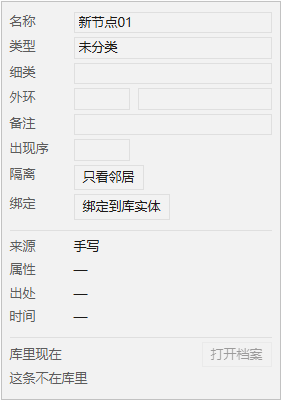 名称 新节点01
类型 未分类
细类
外环
备注
出现序
隔离 只看邻居
绑定 绑定到库实体
来源 手写
属性 —
出处 —
时间 —
库里现在 打开档案
这条不在库里